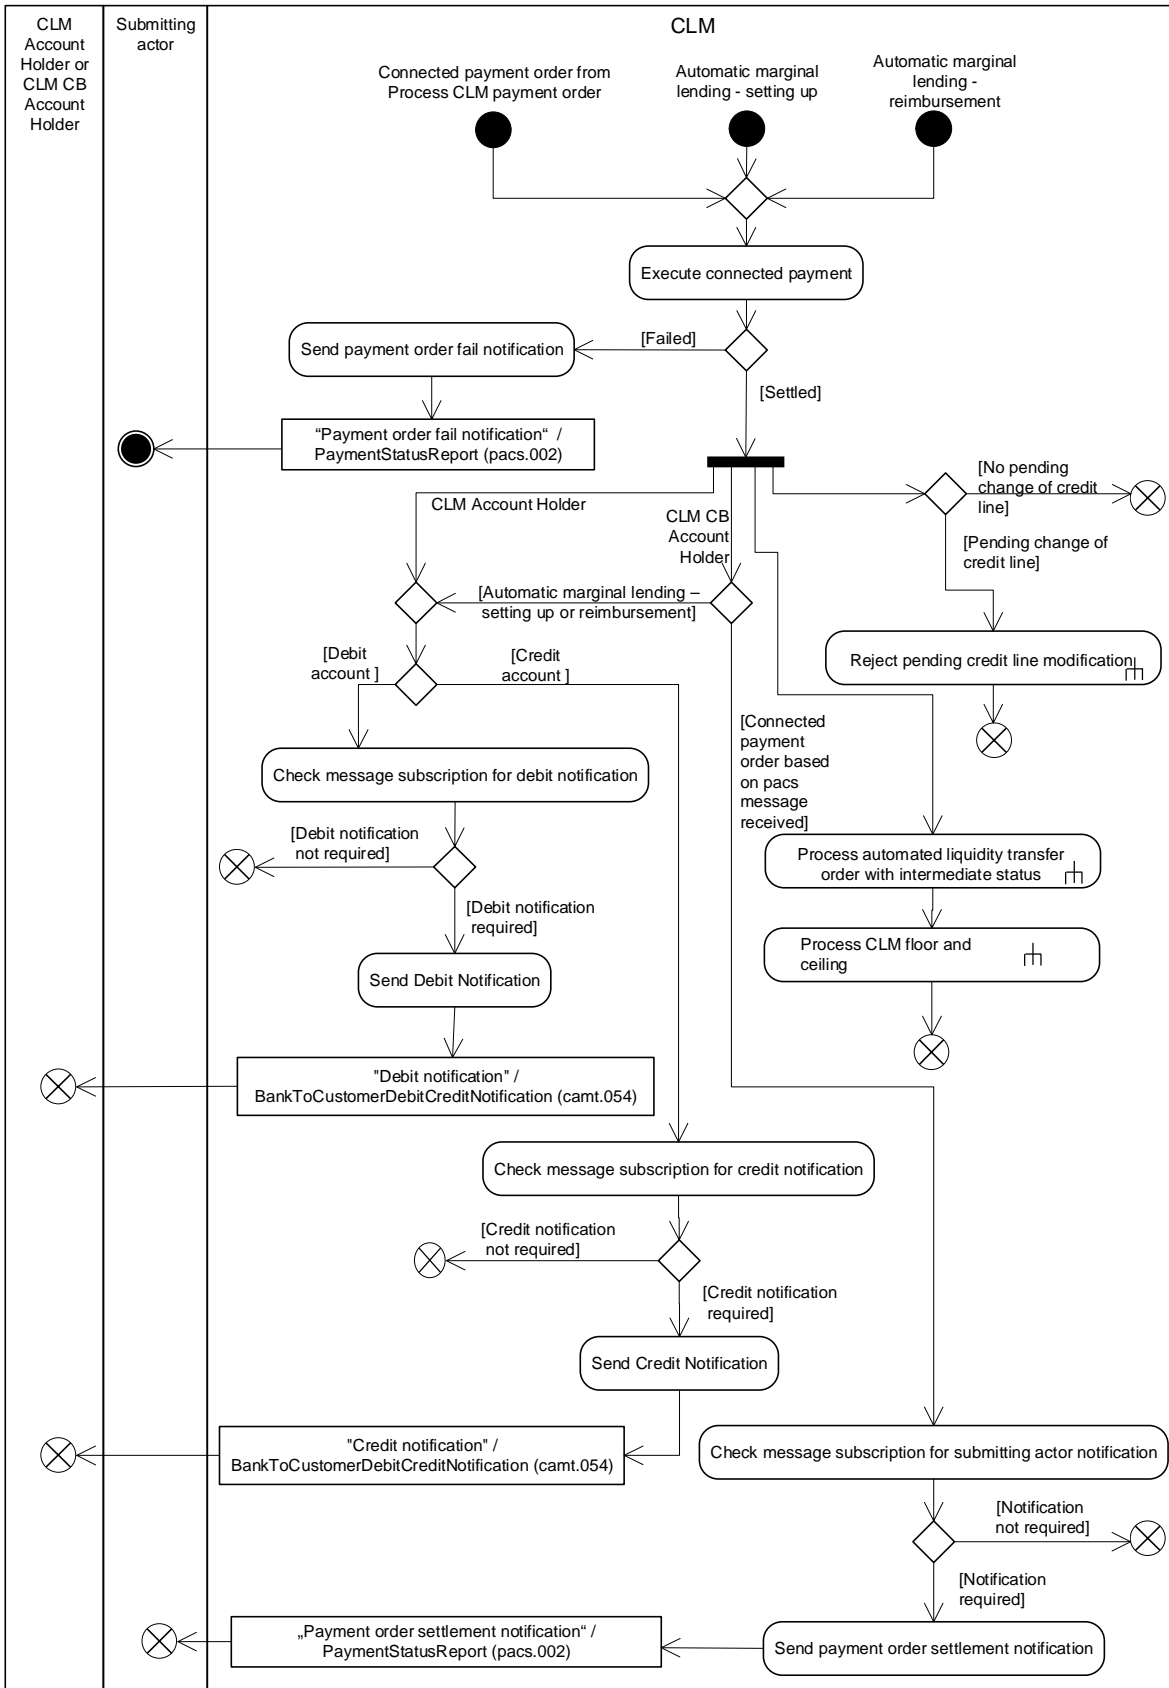 CLM
Account
Holder or
CLM CB
Account
Holder
Submitting
actor
CLM
Connected payment order from
Process CLM payment order
Automatic marginal
lending - setting up
Automatic marginal
lending -
reimbursement
Execute connected payment
[Failed]
Send payment order fail notification
[Settled]
“Payment order fail notification“ /
PaymentStatusReport (pacs.002)
CLM Account Holder
CLM CB
Account
Holder
[No pending
change of credit
line]
[Pending change of
credit line]
[Automatic marginal lending –
setting up or reimbursement]
Reject pending credit line modification
[Debit
account ]
[Credit
account ]
[Connected
payment
order based
on pacs
message
received]
Check message subscription for debit notification
[Debit notification
not required]
Process automated liquidity transfer
order with intermediate status
[Debit notification
required]
Process CLM floor and
ceiling
Send Debit Notification
"Debit notification" /
BankToCustomerDebitCreditNotification (camt.054)
Check message subscription for credit notification
[Credit notification
not required]
[Credit notification
required]
Send Credit Notification
"Credit notification" /
BankToCustomerDebitCreditNotification (camt.054)
Check message subscription for submitting actor notification
[Notification
not required]
[Notification
required]
„Payment order settlement notification“ /
PaymentStatusReport (pacs.002)
Send payment order settlement notification